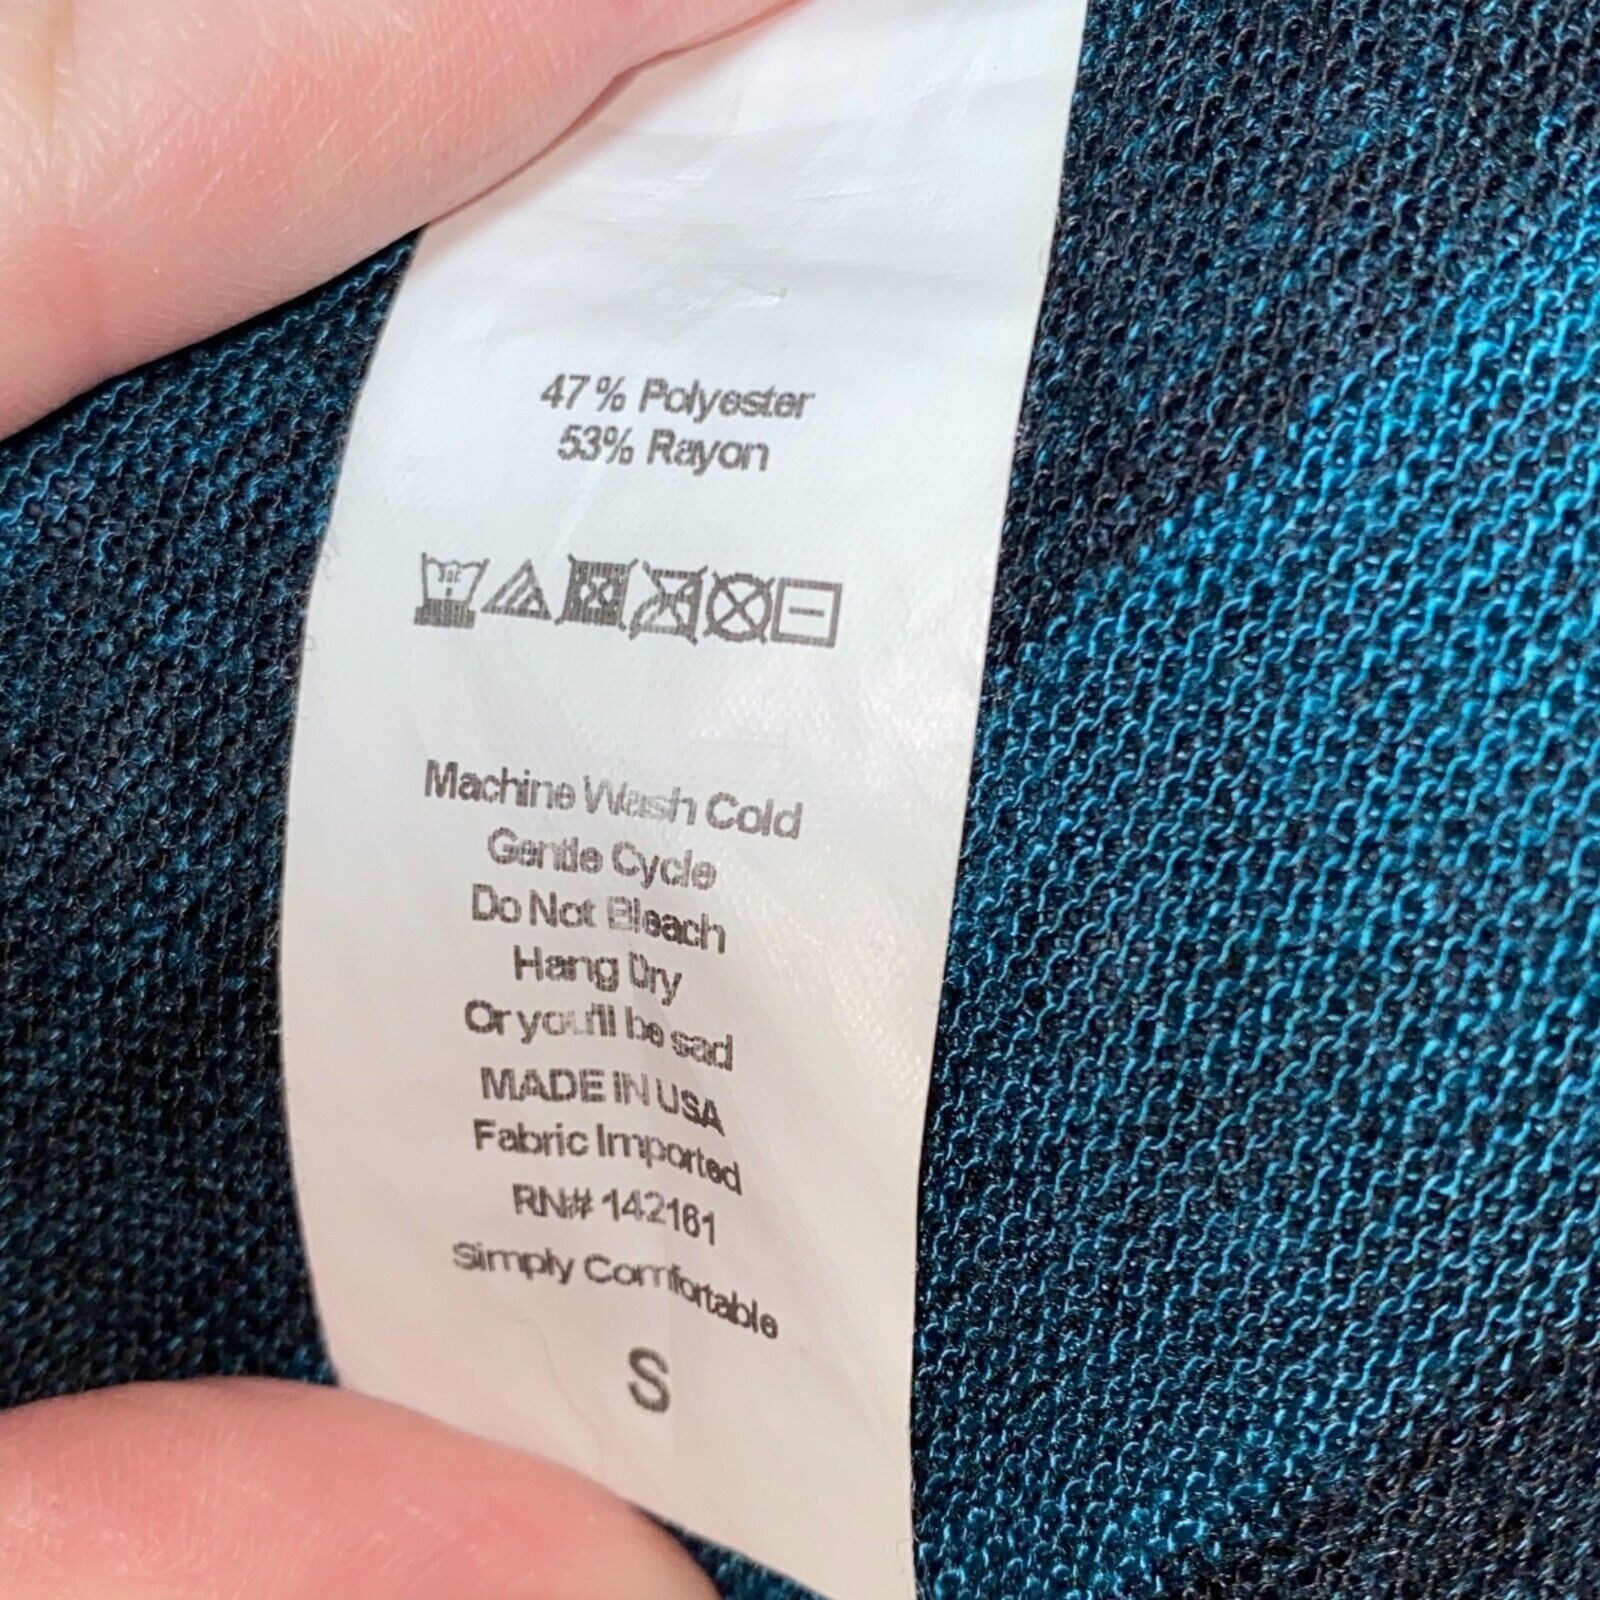 47% Polyester
53% Rayon
30C
Machine Wash Cold
Gentle Cycle
Do Not Bleach
Hang Dry
Or you'll be sad
MADE IN USA
Fabric Imported
RN# 142161
Simply Comfortable
S